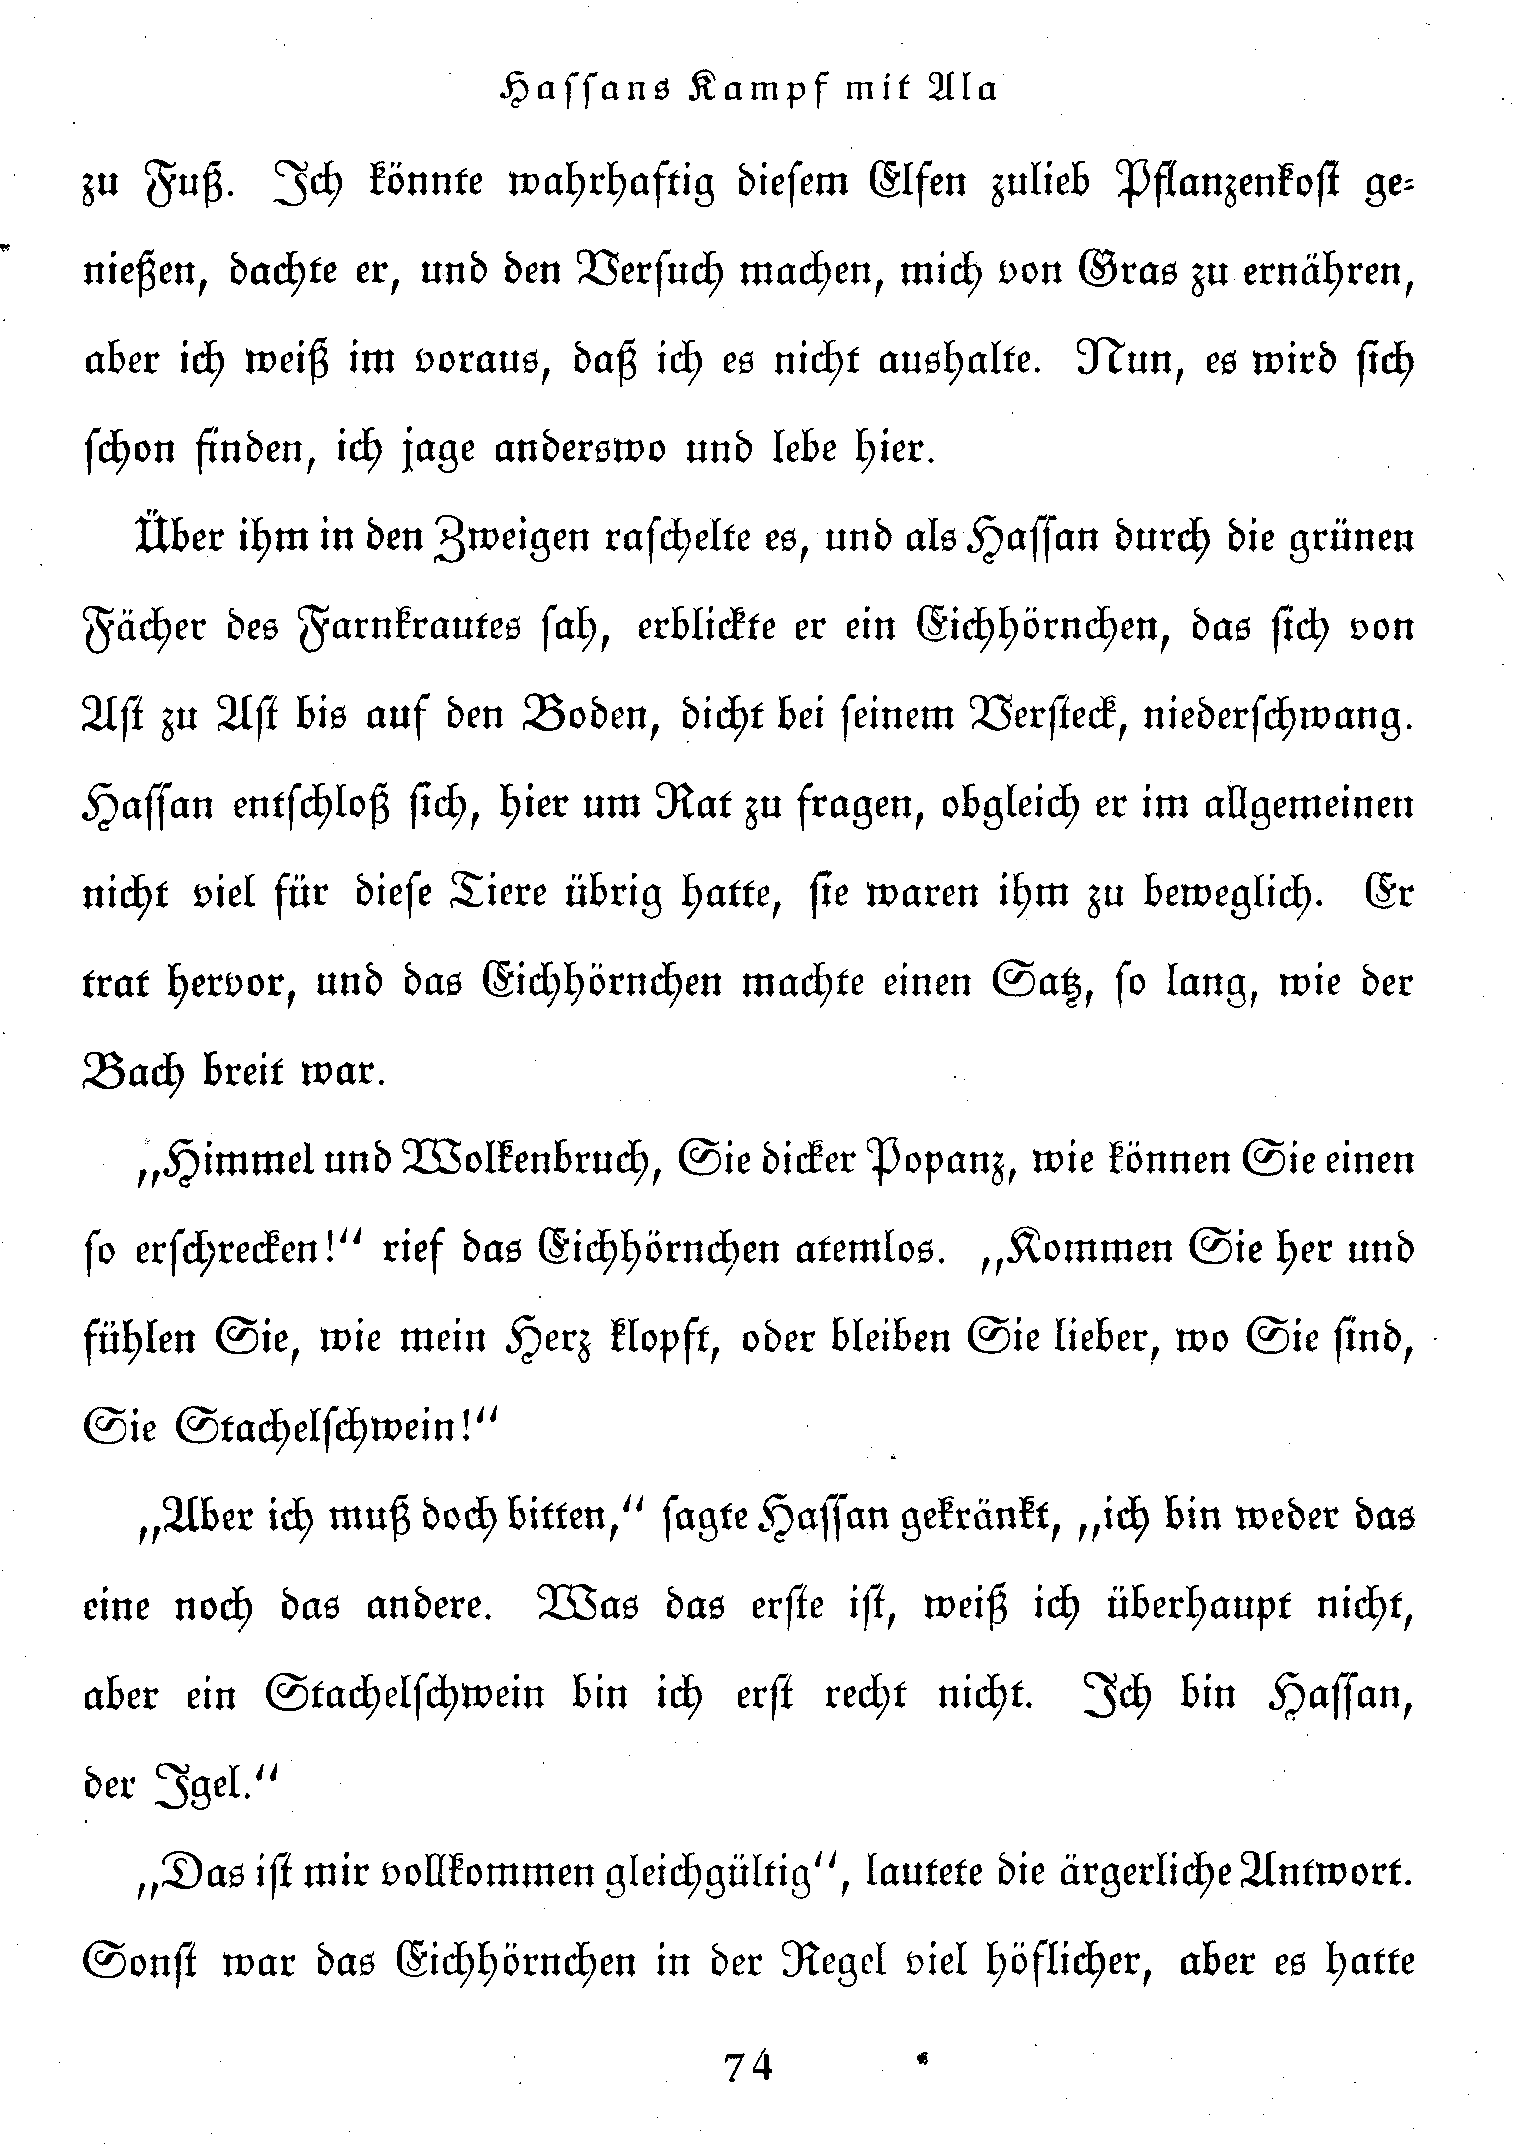 Hassans Kampf mit Ala
zu Fuß. Ich könnte wahrhaftig diesem Elfen zulieb Pflanzenkost ge-
nießen, dachte er, und den Versuch machen, mich von Gras zu ernähren,
aber ich weiß im voraus, daß ich es nicht aushalte. Nun, es wird sich
schon finden, ich jage anderswo und lebe hier.
Über ihm in den Zweigen raschelte es, und als Hassan durch die grünen
Fächer des Farnkrautes sah, erblickte er ein Eichhörnchen, das sich von
Ast zu Ast bis auf den Boden, dicht bei seinem Versteck, niederschwang.
Hassan entschloß sich, hier um Rat zu fragen, obgleich er im allgemeinen
nicht viel für diese Tiere übrig hatte, sie waren ihm zu beweglich. Er
trat hervor, und das Eichhörnchen machte einen Satz, so lang, wie der
Bach breit war.
„Himmel und Wolkenbruch, Sie dicker Popanz, wie können Sie einen
so erschrecken!“ rief das Eichhörnchen atemlos. „Kommen Sie her und
fühlen Sie, wie mein Herz klopft, oder bleiben Sie lieber, wo Sie sind,
Sie Stachelschwein!“
„Aber ich muß doch bitten,“ sagte Hassan gekränkt, „ich bin weder das
eine noch das andere. Was das erste ist, weiß ich überhaupt nicht,
aber ein Stachelschwein bin ich erst recht nicht. Ich bin Hassan,
der Igel.“
„Das ist mir vollkommen gleichgültig“, lautete die ärgerliche Antwort.
Sonst war das Eichhörnchen in der Regel viel höflicher, aber es hatte
74